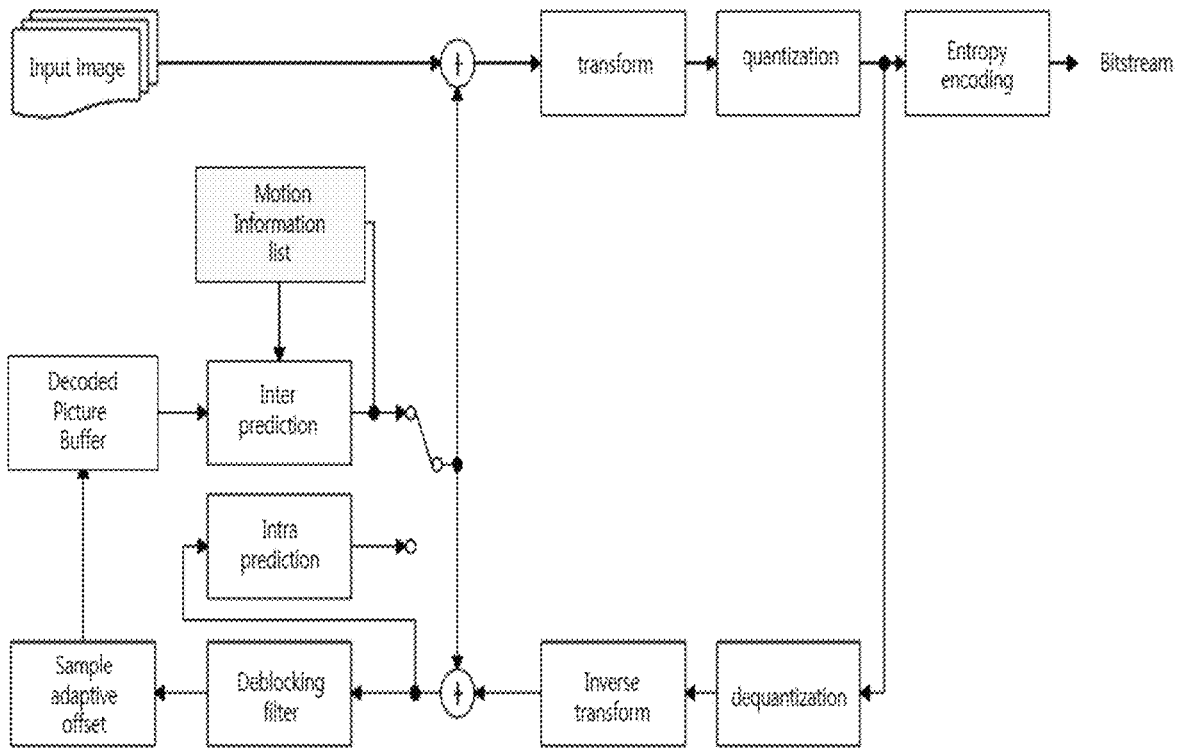 Input image
transform
quantization
Entropy
encoding
Bitstream
Motion
Information
list
Decoded
Picture
Buffer
Inter
prediction
Intra
prediction
Sample
adaptive
offset
Deblocking
filter
Inverse
transform
dequantization